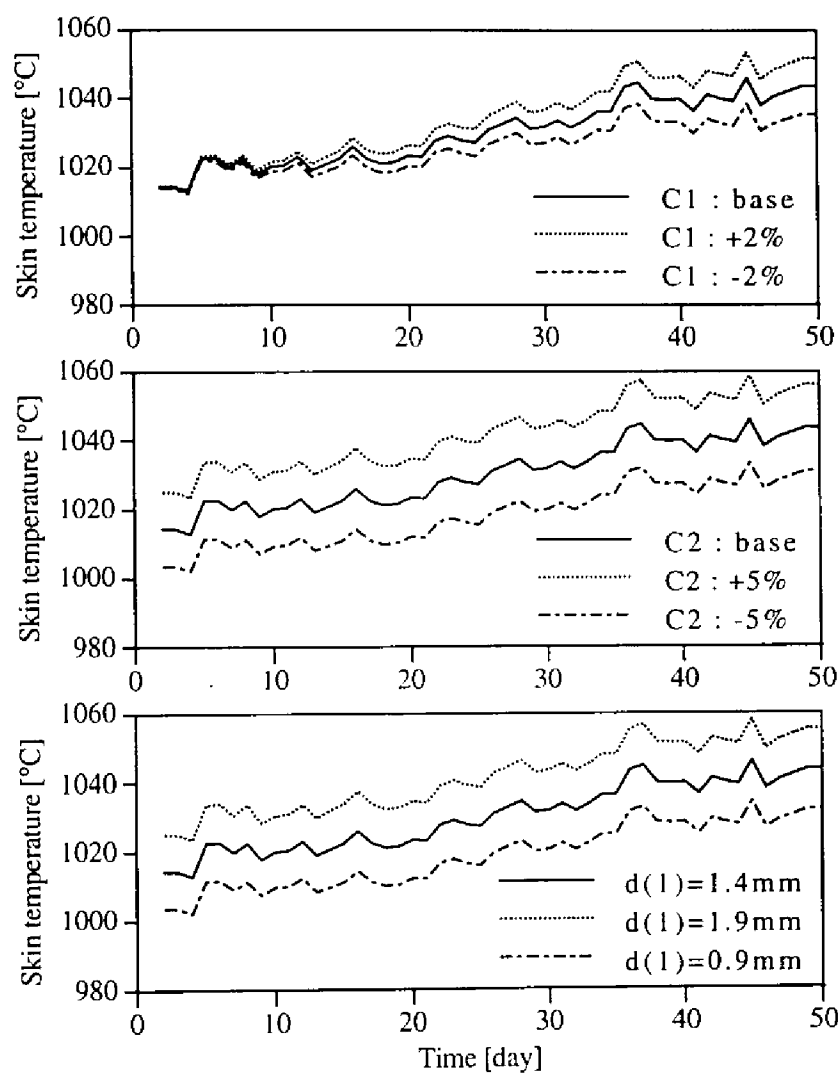 Skin temperature [°C]
1060
1040
1020
1000
980
C1 : base
C1 : +2%
C1 : -2%
0 10 20 30 40 50
Skin temperature [°C]
1060
1040
1020
1000
980
C2 : base
C2 : +5%
C2 : -5%
0 10 20 30 40 50
Skin temperature [°C]
1060
1040
1020
1000
980
d(1)=1.4mm
d(1)=1.9mm
d(1)=0.9mm
0 10 20 30 40 50
Time [day]